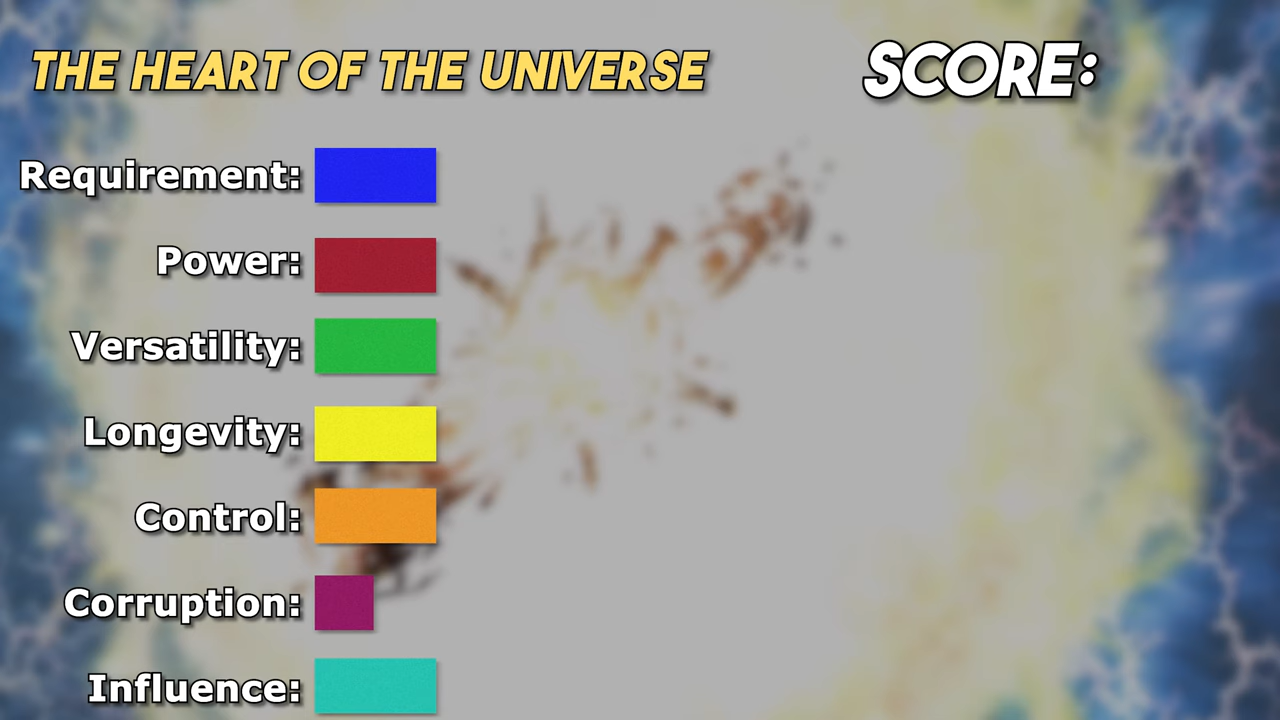 THE HEART OF THE UNIVERSE
SCORE:
Requirement:
Power:
Versatility:
Longevity:
Control:
Corruption:
Influence: